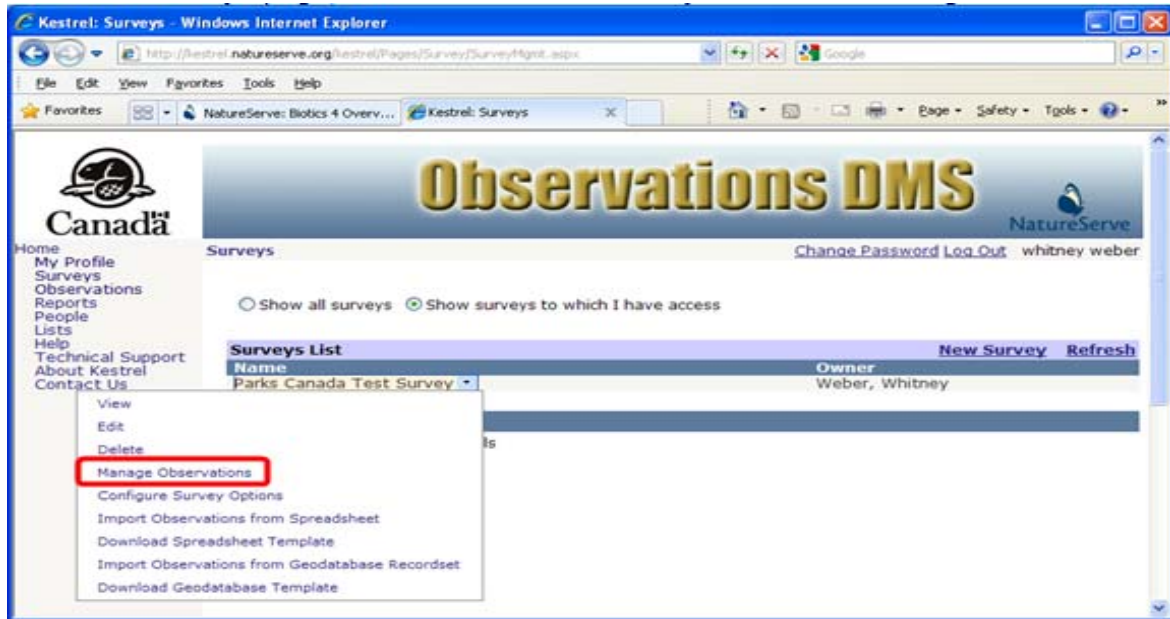 Kestrel: Surveys - Windows Internet Explorer
http://kestrel.natureserve.org/kestrel/Pages/Survey/SurveyMgmt.aspx
Google
File Edit View Favorites Tools Help
Favorites
NatureServe: Biotics 4 Overv...
Kestrel: Surveys
Page
Safety
Tools
Canada
Observations DMS
NatureServe
Home
My Profile
Surveys
Observations
Reports
People
Lists
Help
Technical Support
About Kestrel
Contact Us
Surveys
Change Password Log Out whitney weber
Show all surveys Show surveys to which I have access
Surveys List New Survey Refresh
Name Owner
Parks Canada Test Survey Weber, Whitney
ls
View
Edit
Delete
Manage Observations
Configure Survey Options
Import Observations from Spreadsheet
Download Spreadsheet Template
Import Observations from Geodatabase Recordset
Download Geodatabase Template